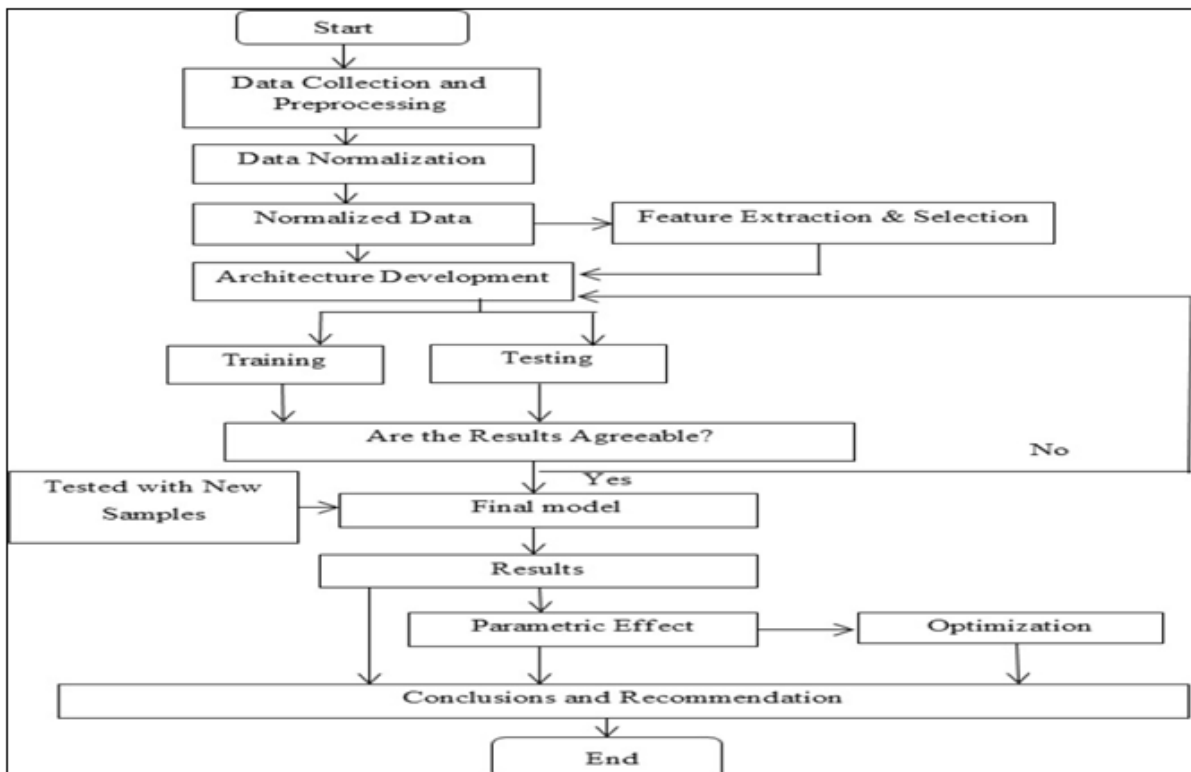 Start
Data Collection and
Preprocessing
Data Normalization
Normalized Data
Feature Extraction & Selection
Architecture Development
Training
Testing
Are the Results Agreeable?
No
Yes
Tested with New
Samples
Final model
Results
Parametric Effect
Optimization
Conclusions and Recommendation
End